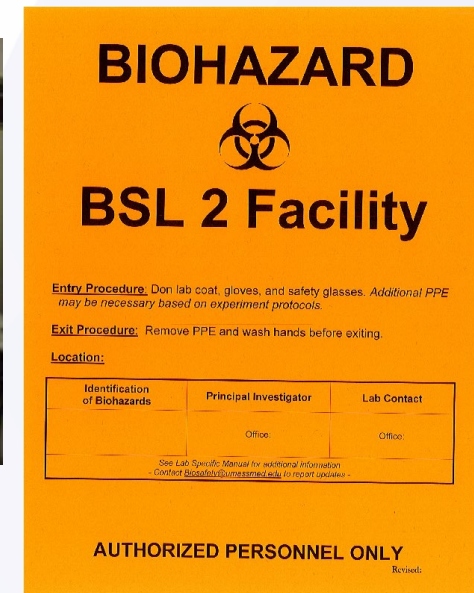 BIOHAZARD
BSL 2 Facility
Entry Procedure: Don lab coat, gloves, and safety glasses. Additional PPE
may be necessary based on experiment protocols.
Exit Procedure: Remove PPE and wash hands before exiting.
Location:
Identification
of Biohazards
Principal Investigator
Lab Contact
Office:
Office:
See Lab Specific Manual for additional information
- Contact Biosafety@umassmed.edu to report updates -
AUTHORIZED PERSONNEL ONLY
Revised: